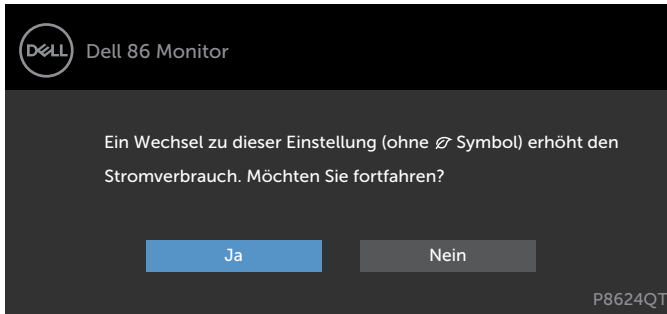 DELL Dell 86 Monitor
Ein Wechsel zu dieser Einstellung (ohne Symbol) erhöht den
Stromverbrauch. Möchten Sie fortfahren?
Ja Nein
P8624QT